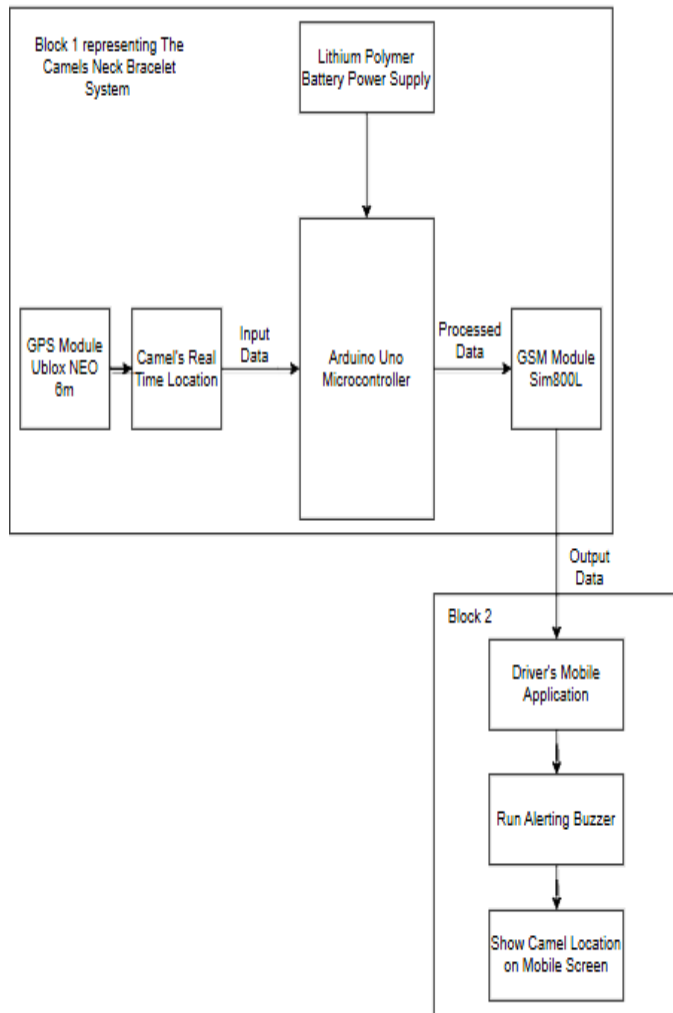 Block 1 representing The
Camels Neck Bracelet
System
Lithium Polymer
Battery Power Supply
GPS Module
Ublox NEO
6m
Camel's Real
Time Location
Input
Data
Arduino Uno
Microcontroller
Processed
Data
GSM Module
Sim800L
Output
Data
Block 2
Driver's Mobile
Application
Run Alerting Buzzer
Show Camel Location
on Mobile Screen